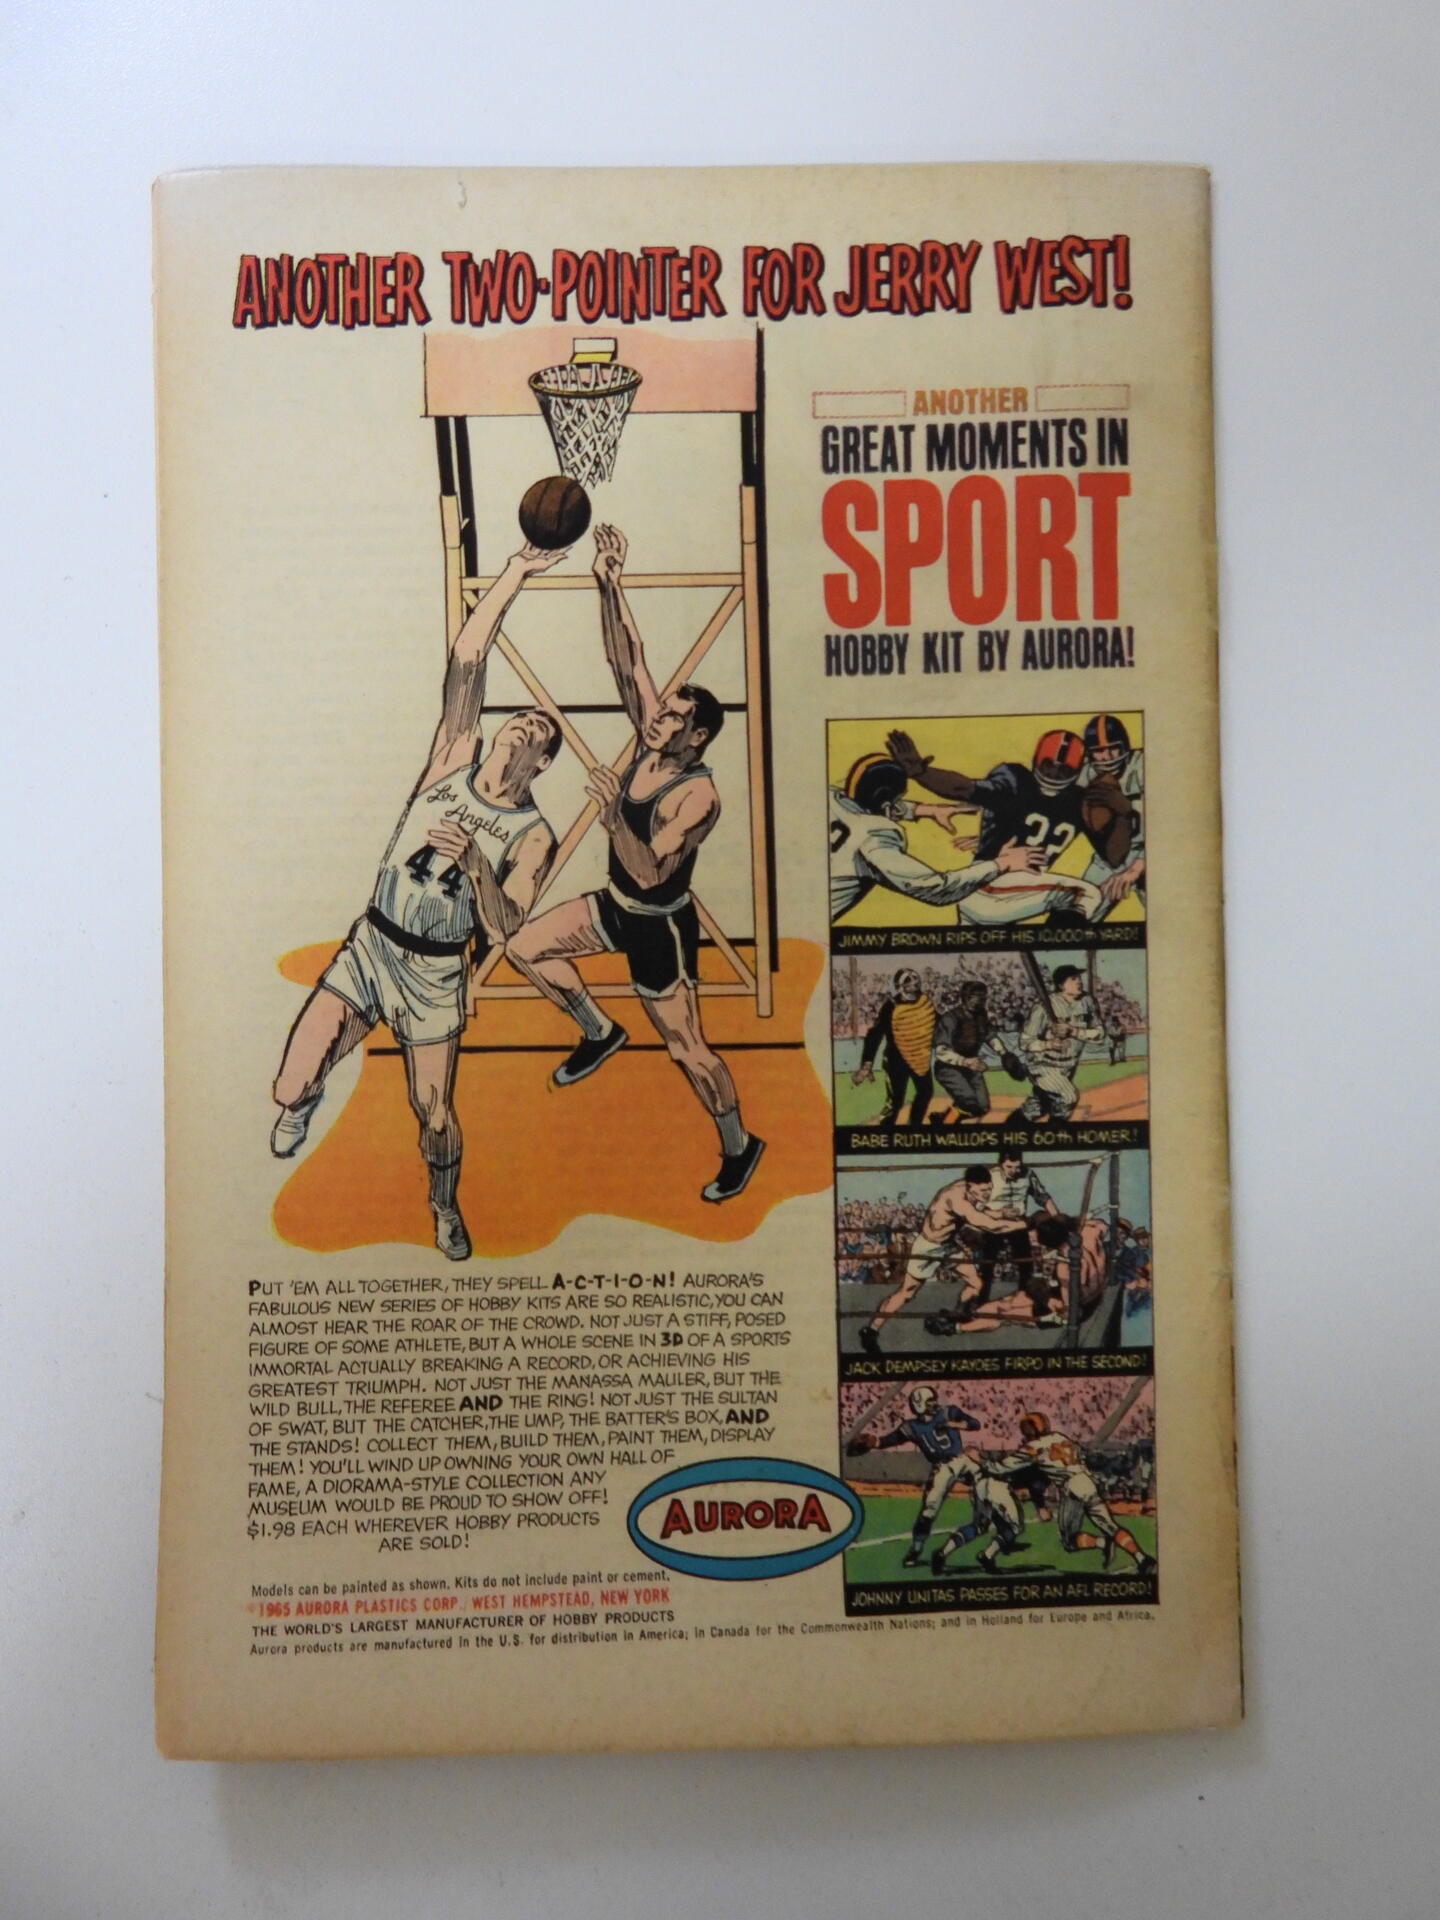 ANOTHER TWO-POINTER FOR JERRY WEST!
ANOTHER
GREAT MOMENTS IN
SPORT
HOBBY KIT BY AURORA!
Los
Angeles
44
32
JIMMY BROWN RIPS OFF HIS 10,000th YARD!
BABE RUTH WALLOPS HIS 60th HOMER!
JACK DEMPSEY KAYOES FIRPO IN THE SECOND!
15
JOHNNY UNITAS PASSES FOR AN AFL RECORD!
PUT 'EM ALL TOGETHER, THEY SPELL A-C-T-I-O-N! AURORA'S
FABULOUS NEW SERIES OF HOBBY KITS ARE SO REALISTIC, YOU CAN
ALMOST HEAR THE ROAR OF THE CROWD. NOT JUST A STIFF, POSED
FIGURE OF SOME ATHLETE, BUT A WHOLE SCENE IN 3D OF A SPORTS
IMMORTAL ACTUALLY BREAKING A RECORD, OR ACHIEVING HIS
GREATEST TRIUMPH. NOT JUST THE MANASSA MAULER, BUT THE
WILD BULL, THE REFEREE AND THE RING! NOT JUST THE SULTAN
OF SWAT, BUT THE CATCHER, THE UMP, THE BATTER'S BOX, AND
THE STANDS! COLLECT THEM, BUILD THEM, PAINT THEM, DISPLAY
THEM! YOU'LL WIND UP OWNING YOUR OWN HALL OF
FAME, A DIORAMA-STYLE COLLECTION ANY
MUSEUM WOULD BE PROUD TO SHOW OFF!
$1.98 EACH WHEREVER HOBBY PRODUCTS
ARE SOLD!
AURORA
Models can be painted as shown. Kits do not include paint or cement.
©1965 AURORA PLASTICS CORP., WEST HEMPSTEAD, NEW YORK
THE WORLD'S LARGEST MANUFACTURER OF HOBBY PRODUCTS
Aurora products are manufactured in the U.S. for distribution in America; in Canada for the Commonwealth Nations; and in Holland for Europe and Africa.